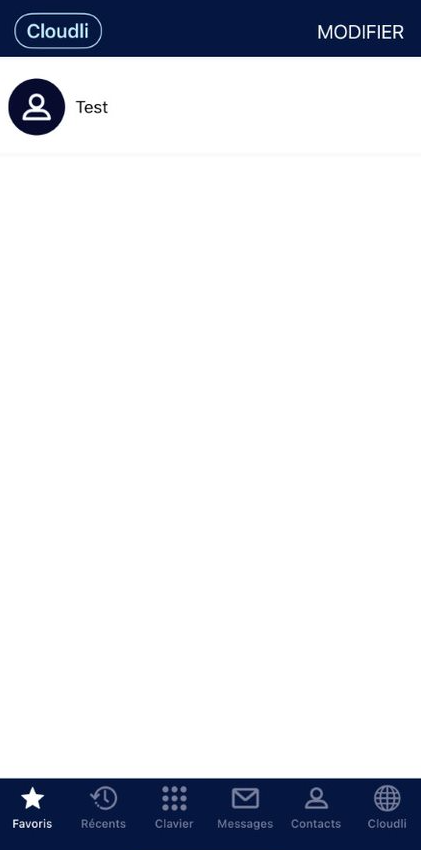 Cloudli
MODIFIER
Test
Favoris
Récents
Clavier
Messages
Contacts
Cloudli